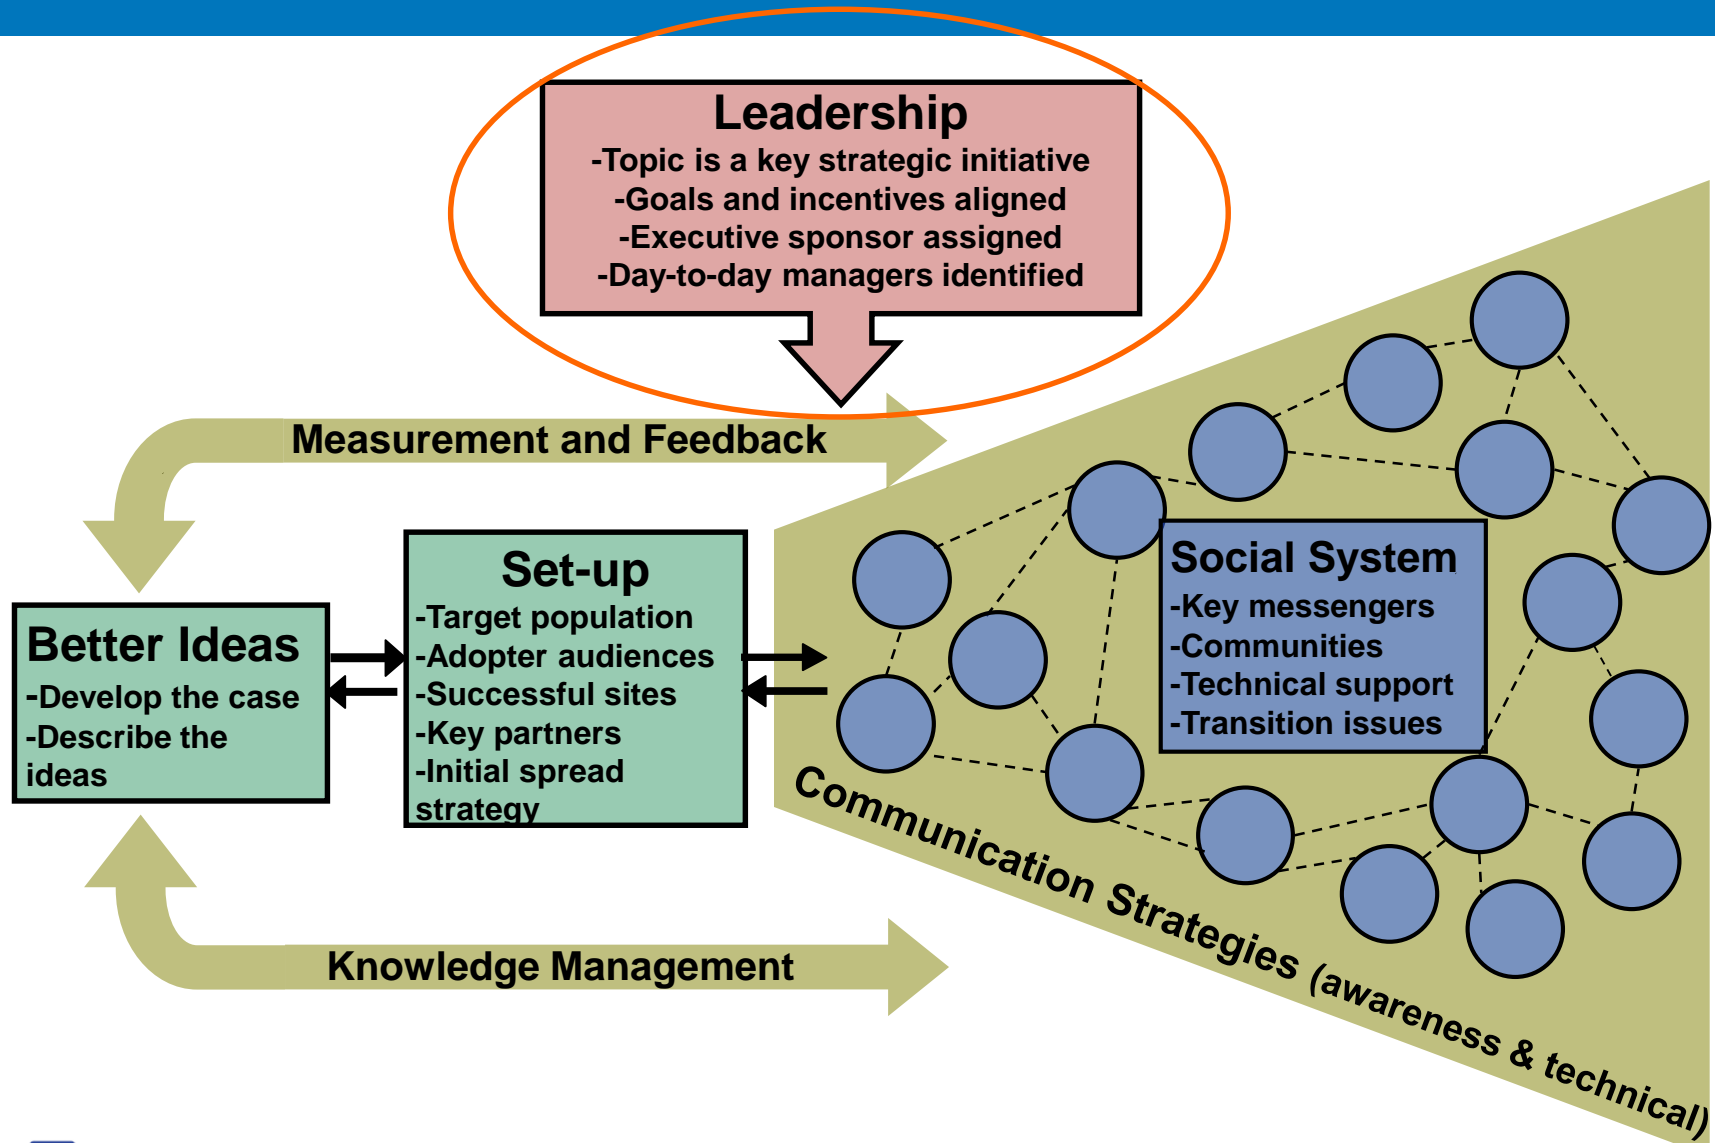 Leadership
-Topic is a key strategic initiative
-Goals and incentives aligned
-Executive sponsor assigned
-Day-to-day managers identified
Measurement and Feedback
Better Ideas
-Develop the case
-Describe the
ideas
Set-up
-Target population
-Adopter audiences
-Successful sites
-Key partners
-Initial spread
strategy
Social System
-Key messengers
-Communities
-Technical support
-Transition issues
Communication Strategies (awareness & technical)
Knowledge Management